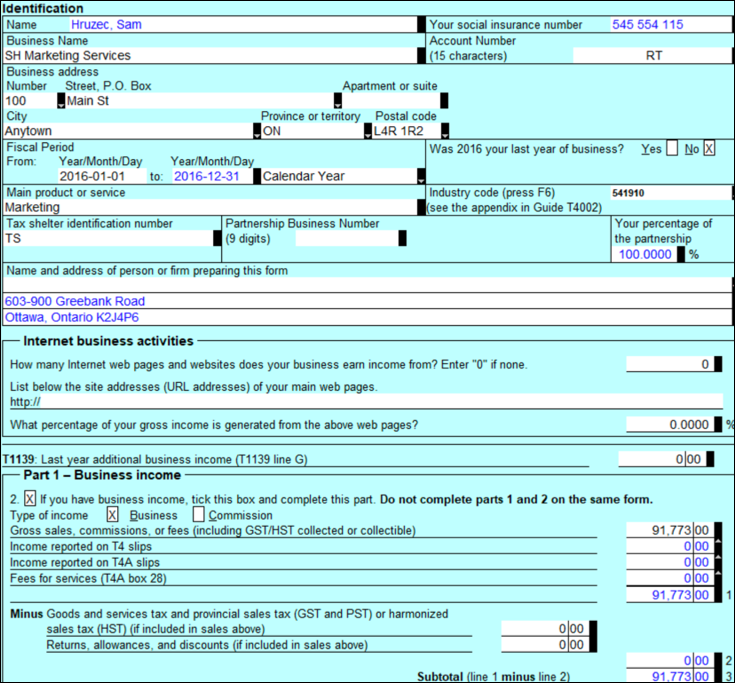 Identification
Name Hruzec, Sam Your social insurance number 545 554 115
Business Name Account Number
SH Marketing Services (15 characters) RT
Business address
Number Street, P.O. Box Apartment or suite
100 Main St
City Province or territory Postal code
Anytown ON L4R 1R2
Fiscal Period
From: Year/Month/Day Year/Month/Day Was 2016 your last year of business? Yes No X
2016-01-01 to: 2016-12-31 Calendar Year
Main product or service Industry code (press F6) 541910
Marketing (see the appendix in Guide T4002)
Tax shelter identification number Partnership Business Number Your percentage of
TS (9 digits) the partnership
100.0000 %
Name and address of person or firm preparing this form
603-900 Greebank Road
Ottawa, Ontario K2J4P6
Internet business activities
How many Internet web pages and websites does your business earn income from? Enter "0" if none. 0
List below the site addresses (URL addresses) of your main web pages.
http://
What percentage of your gross income is generated from the above web pages? 0.0000 %
T1139: Last year additional business income (T1139 line G) 0 00
Part 1 – Business income
2. X If you have business income, tick this box and complete this part. Do not complete parts 1 and 2 on the same form.
Type of income X Business Commission
Gross sales, commissions, or fees (including GST/HST collected or collectible) 91,773 00
Income reported on T4 slips 0 00
Income reported on T4A slips 0 00
Fees for services (T4A box 28) 0 00
91,773 00 1
Minus Goods and services tax and provincial sales tax (GST and PST) or harmonized
sales tax (HST) (if included in sales above) 0 00
Returns, allowances, and discounts (if included in sales above) 0 00
0 00 2
Subtotal (line 1 minus line 2) 91,773 00 3